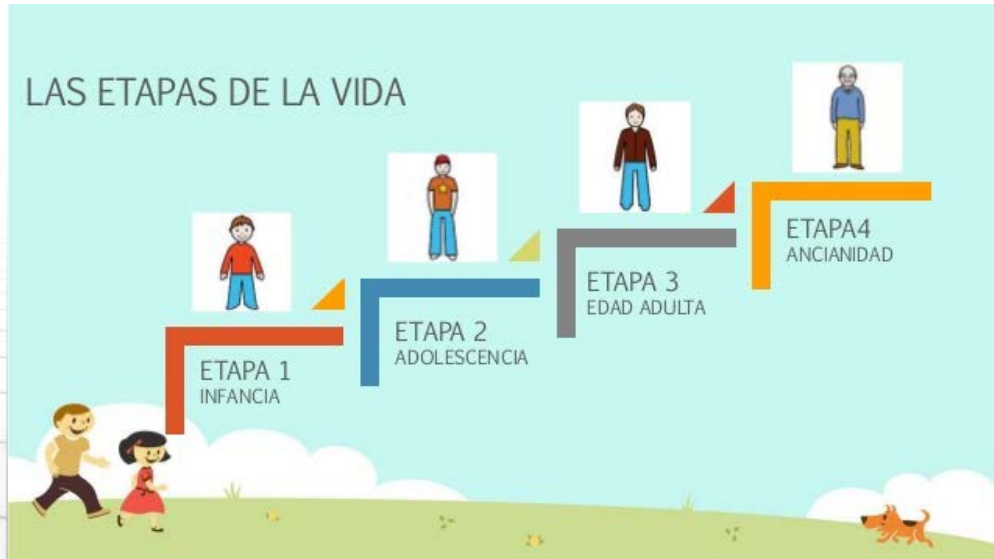 LAS ETAPAS DE LA VIDA
ETAPA 1
INFANCIA
ETAPA 2
ADOLESCENCIA
ETAPA 3
EDAD ADULTA
ETAPA4
ANCIANIDAD